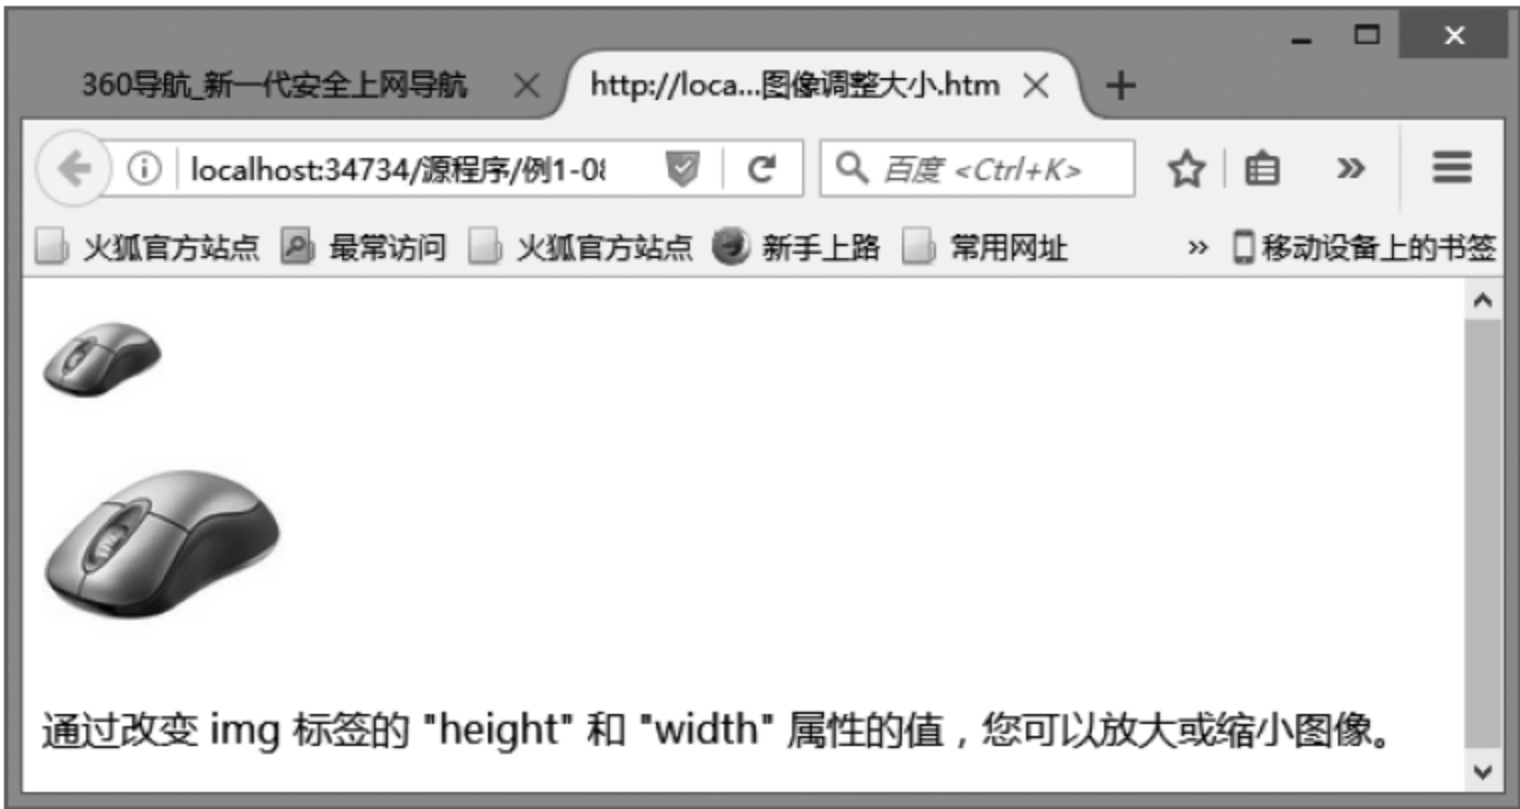 360导航_新一代安全上网导航
http://loca...图像调整大小.htm
localhost:34734/源程序/例1-08
百度 <Ctrl+K>
火狐官方站点 最常访问 火狐官方站点 新手上路 常用网址 移动设备上的书签
通过改变 img 标签的 "height" 和 "width" 属性的值，您可以放大或缩小图像。